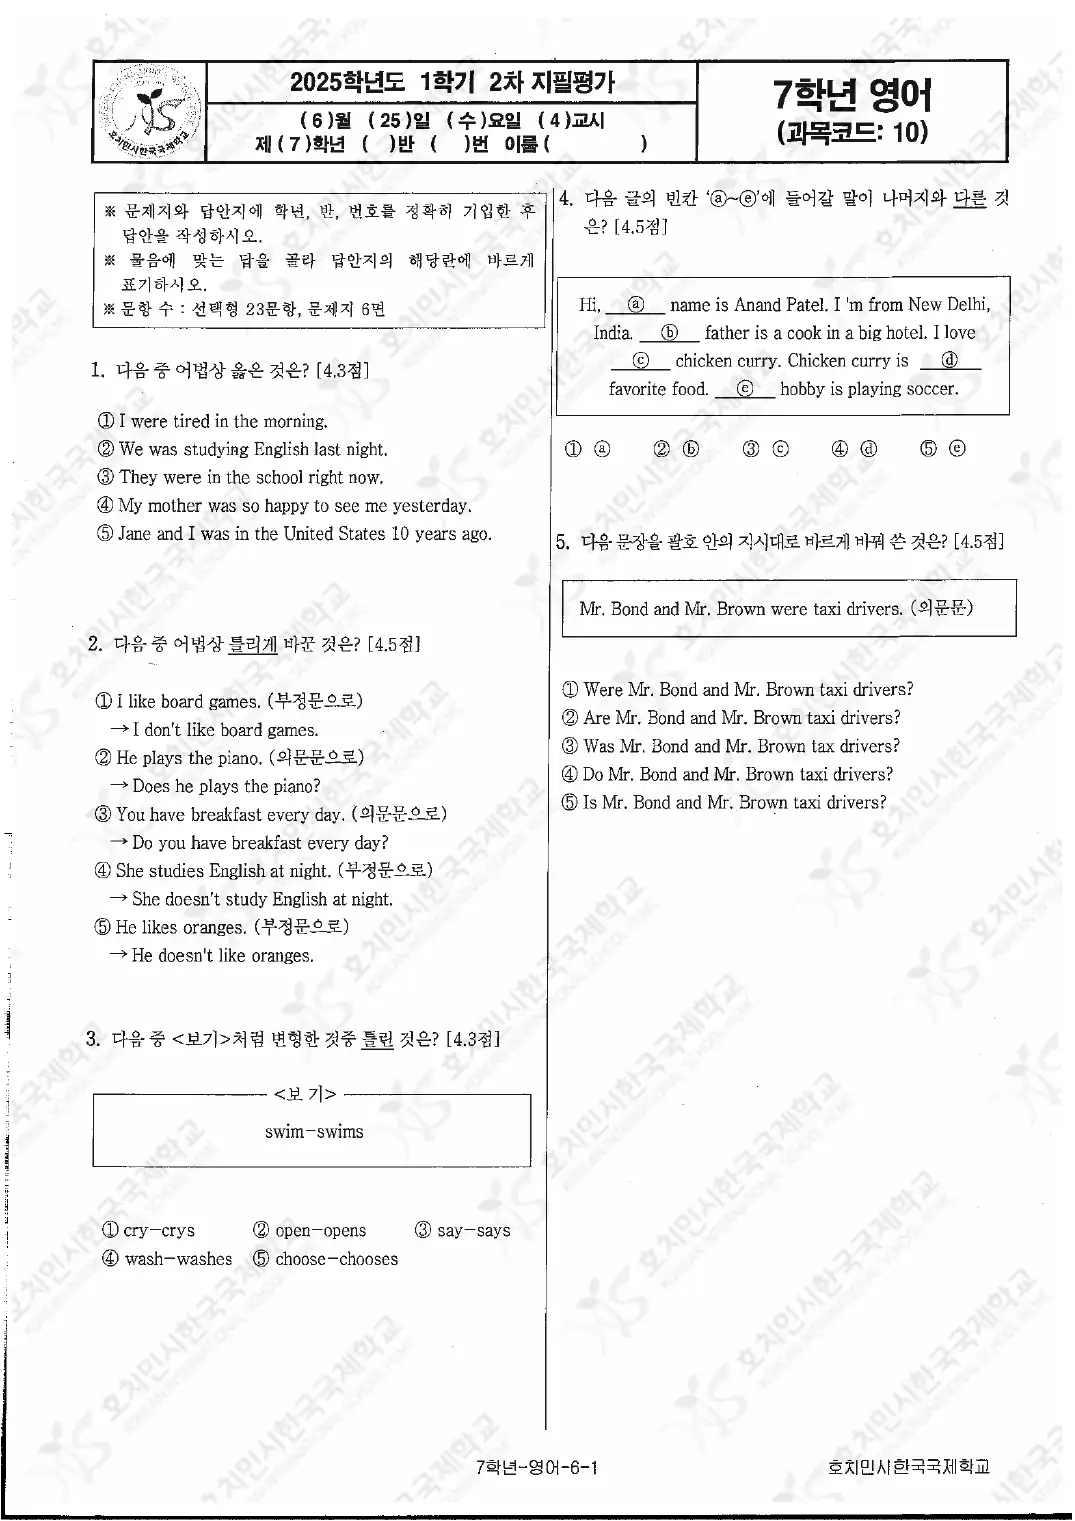 2025학년도 1학기 2차 지필평가
( 6 )월 ( 25 )일 ( 수 )요일 ( 4 )교시
제 ( 7 )학년 ( )반 ( )번 이름 ( )
7학년 영어
(과목코드: 10)
호치민시한국국제학교
※ 문제지와 답안지에 학년, 반, 번호를 정확히 기입한 후
답안을 작성하시오.
※ 물음에 맞는 답을 골라 답안지의 해당란에 바르게
표기하시오.
※ 문항 수 : 선택형 23문항, 문제지 6면
1. 다음 중 어법상 옳은 것은? [4.3점]
① I were tired in the morning.
② We was studying English last night.
③ They were in the school right now.
④ My mother was so happy to see me yesterday.
⑤ Jane and I was in the United States 10 years ago.
2. 다음 중 어법상 틀리게 바꾼 것은? [4.5점]
① I like board games. (부정문으로)
→ I don't like board games.
② He plays the piano. (의문문으로)
→ Does he plays the piano?
③ You have breakfast every day. (의문문으로)
→ Do you have breakfast every day?
④ She studies English at night. (부정문으로)
→ She doesn't study English at night.
⑤ He likes oranges. (부정문으로)
→ He doesn't like oranges.
3. 다음 중 <보기>처럼 변형한 것중 틀린 것은? [4.3점]
<보 기>
swim-swims
① cry-crys ② open-opens ③ say-says
④ wash-washes ⑤ choose-chooses
4. 다음 글의 빈칸 'ⓐ~ⓔ'에 들어갈 말이 나머지와 다른 것
은? [4.5점]
Hi, ⓐ name is Anand Patel. I 'm from New Delhi,
India. ⓑ father is a cook in a big hotel. I love
ⓒ chicken curry. Chicken curry is ⓓ
favorite food. ⓔ hobby is playing soccer.
① ⓐ ② ⓑ ③ ⓒ ④ ⓓ ⑤ ⓔ
5. 다음 문장을 괄호 안의 지시대로 바르게 바꿔 쓴 것은? [4.5점]
Mr. Bond and Mr. Brown were taxi drivers. (의문문)
① Were Mr. Bond and Mr. Brown taxi drivers?
② Are Mr. Bond and Mr. Brown taxi drivers?
③ Was Mr. Bond and Mr. Brown tax drivers?
④ Do Mr. Bond and Mr. Brown taxi drivers?
⑤ Is Mr. Bond and Mr. Brown taxi drivers?
7학년-영어-6-1
호치민시한국국제학교